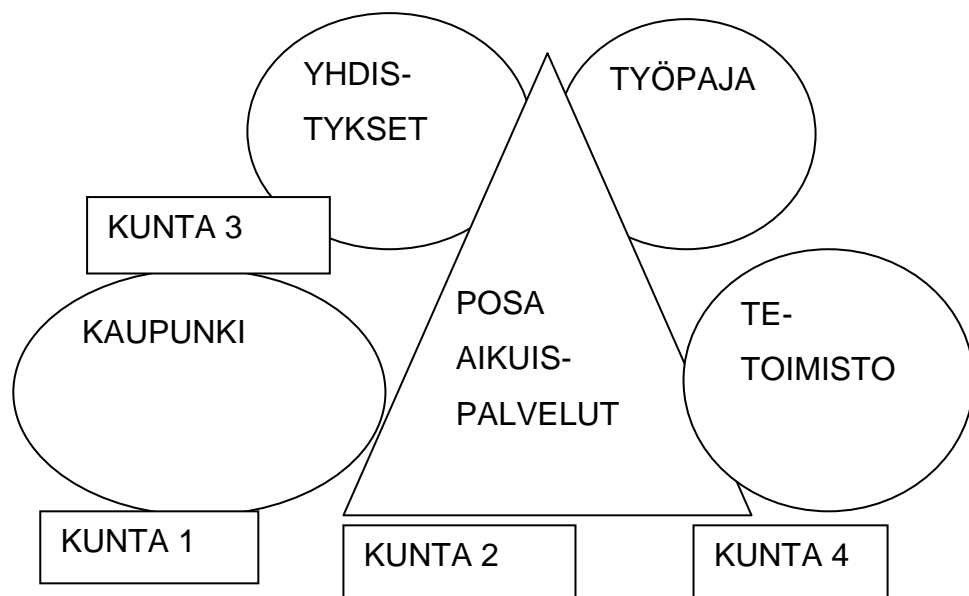 YHDIS-
TYKSET
TYÖPAJA
KUNTA 3
KAUPUNKI
POSA
AIKUIS-
PALVELUT
TE-
TOIMISTO
KUNTA 1
KUNTA 2
KUNTA 4